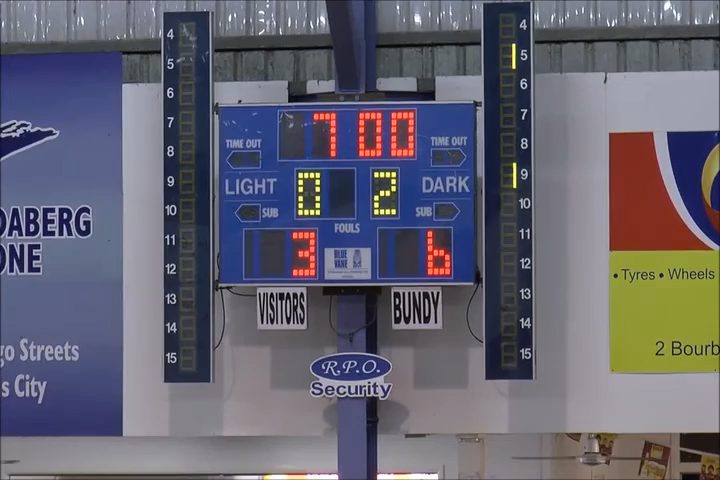 4 4
5 5
6 6
7 7
8 8
9 9
10 10
11 11
12 12
13 13
14 14
15 15
7 00
TIME OUT TIME OUT
LIGHT 0 2 DARK
SUB SUB
FOULS
3 6
BLUE
VANE
VISITORS BUNDY
R.P.O.
Security
DABERG
ONE
go Streets
s City
• Tyres • Wheels
2 Bourb